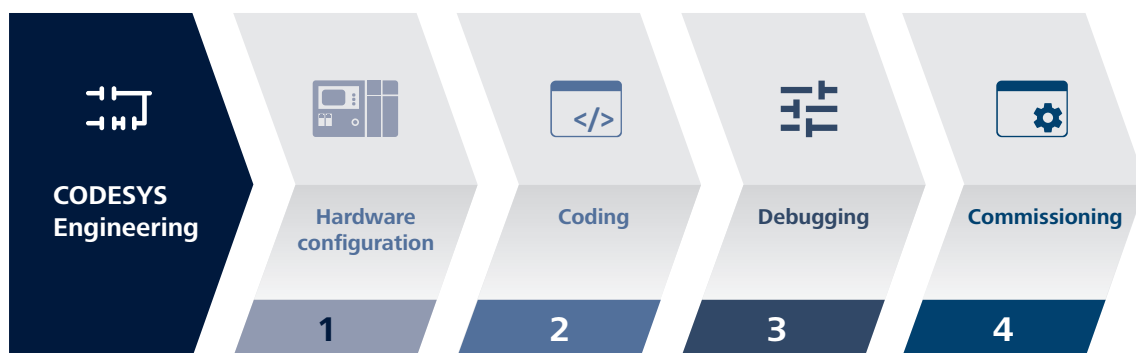 CODESYS
Engineering
Hardware
configuration
1
</>
Coding
2
Debugging
3
Commissioning
4